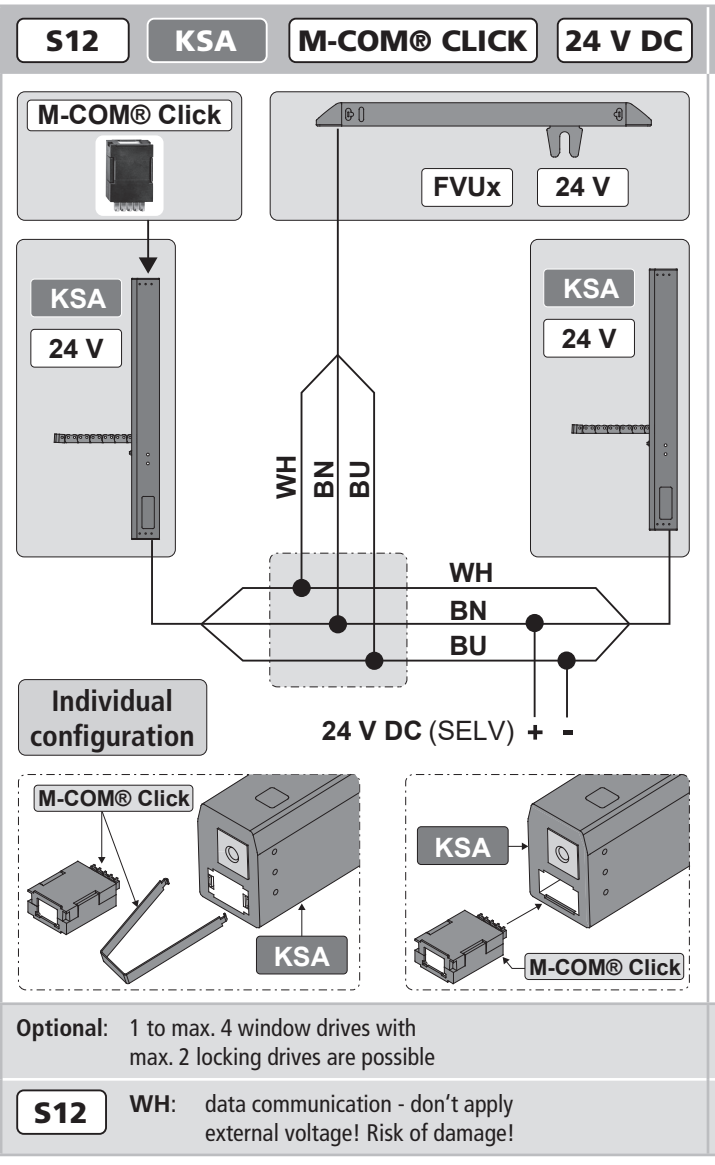 S12 KSA M-COM® CLICK 24 V DC
M-COM® Click
FVUx 24 V
KSA
24 V
KSA
24 V
WH
BN
BU
WH
BN
BU
Individual
configuration
24 V DC (SELV) + -
M-COM® Click
KSA
KSA
M-COM® Click
Optional: 1 to max. 4 window drives with
max. 2 locking drives are possible
S12 WH: data communication - don't apply
external voltage! Risk of damage!